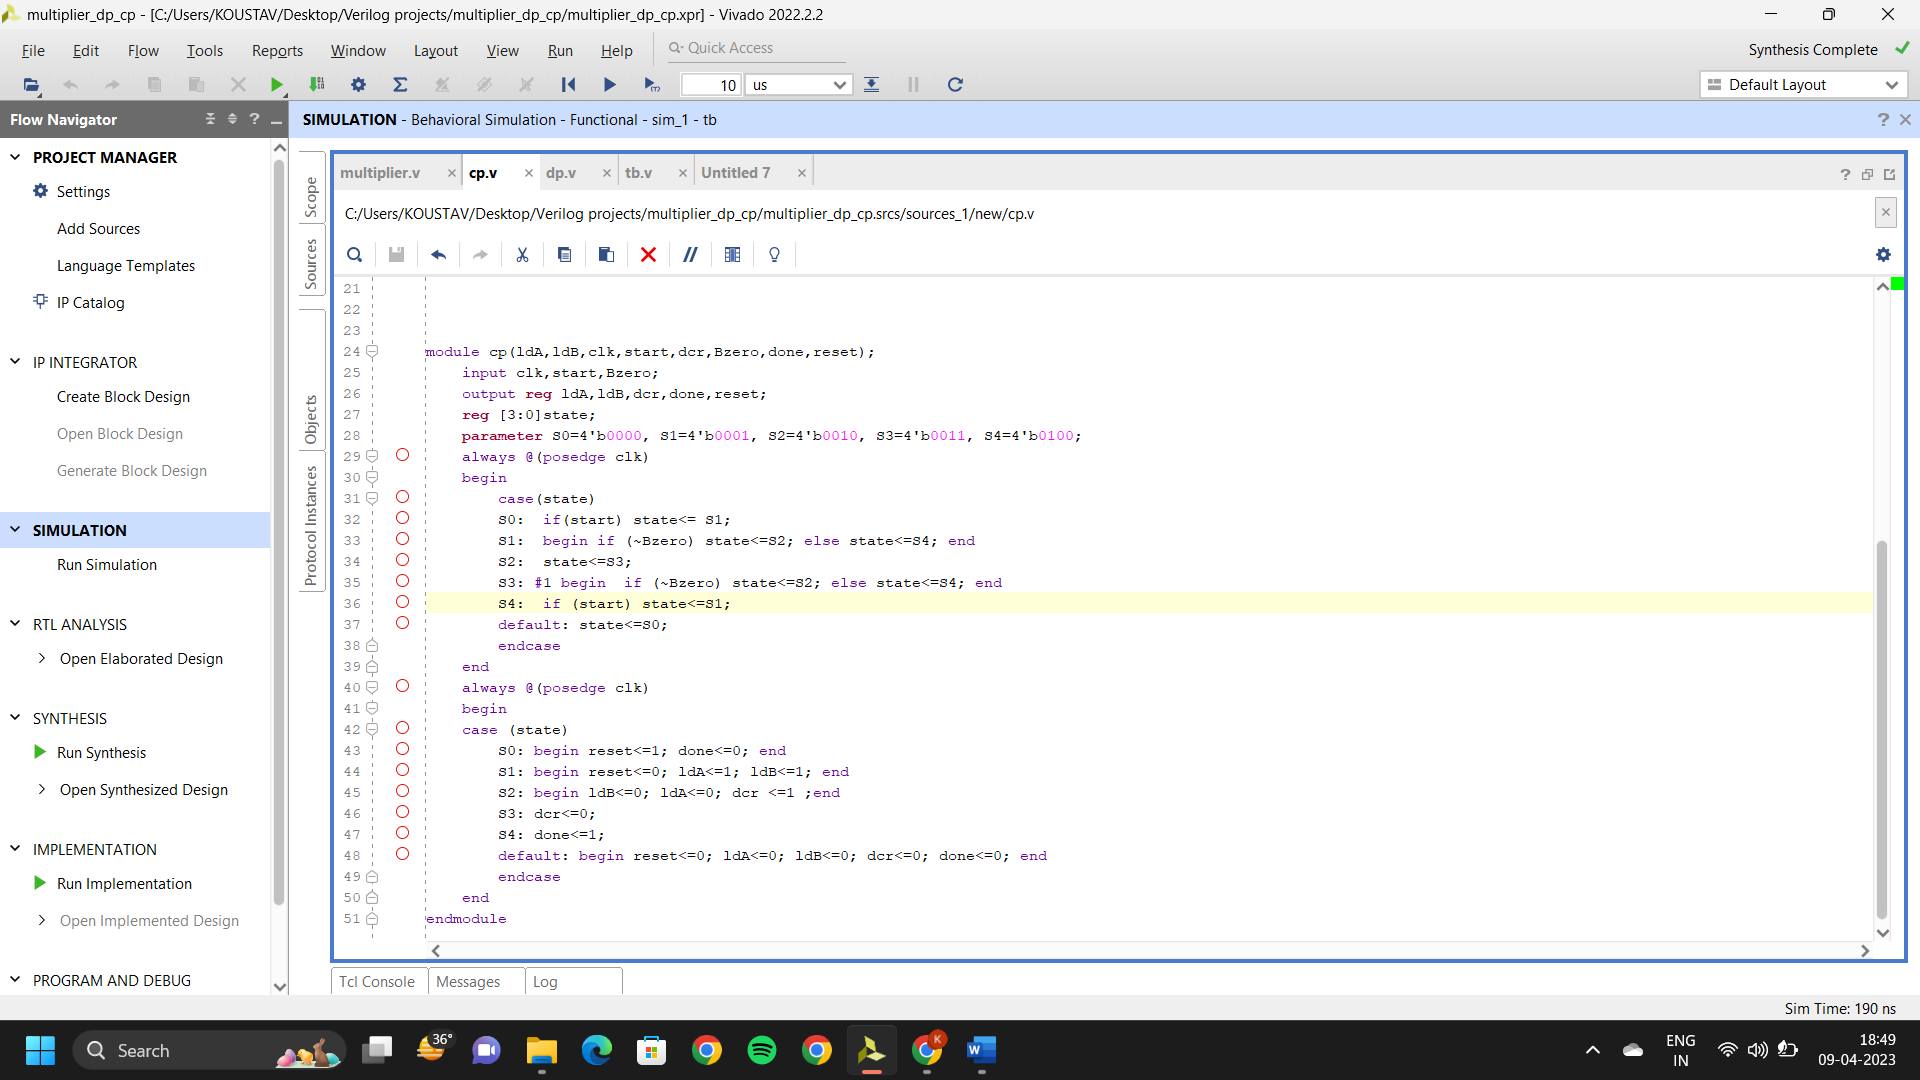 multiplier_dp_cp - [C:/Users/KOUSTAV/Desktop/Verilog projects/multiplier_dp_cp/multiplier_dp_cp.xpr] - Vivado 2022.2.2
File Edit Flow Tools Reports Window Layout View Run Help Quick Access
Synthesis Complete
10 us
Default Layout
Flow Navigator
SIMULATION - Behavioral Simulation - Functional - sim_1 - tb
PROJECT MANAGER
Settings
Add Sources
Language Templates
IP Catalog
IP INTEGRATOR
Create Block Design
Open Block Design
Generate Block Design
SIMULATION
Run Simulation
RTL ANALYSIS
Open Elaborated Design
SYNTHESIS
Run Synthesis
Open Synthesized Design
IMPLEMENTATION
Run Implementation
Open Implemented Design
PROGRAM AND DEBUG
Scope
Sources
Objects
Protocol Instances
multiplier.v cp.v dp.v tb.v Untitled 7
C:/Users/KOUSTAV/Desktop/Verilog projects/multiplier_dp_cp/multiplier_dp_cp.srcs/sources_1/new/cp.v
21
22
23
24 module cp(ldA,ldB,clk,start,dcr,Bzero,done,reset);
25 input clk,start,Bzero;
26 output reg ldA,ldB,dcr,done,reset;
27 reg [3:0]state;
28 parameter S0=4'b0000, S1=4'b0001, S2=4'b0010, S3=4'b0011, S4=4'b0100;
29 always @(posedge clk)
30 begin
31 case(state)
32 S0: if(start) state<= S1;
33 S1: begin if (~Bzero) state<=S2; else state<=S4; end
34 S2: state<=S3;
35 S3: #1 begin if (~Bzero) state<=S2; else state<=S4; end
36 S4: if (start) state<=S1;
37 default: state<=S0;
38 endcase
39 end
40 always @(posedge clk)
41 begin
42 case (state)
43 S0: begin reset<=1; done<=0; end
44 S1: begin reset<=0; ldA<=1; ldB<=1; end
45 S2: begin ldB<=0; ldA<=0; dcr <=1 ;end
46 S3: dcr<=0;
47 S4: done<=1;
48 default: begin reset<=0; ldA<=0; ldB<=0; dcr<=0; done<=0; end
49 endcase
50 end
51 endmodule
Tcl Console Messages Log
Sim Time: 190 ns
Search
36°
K
ENG
IN
18:49
09-04-2023